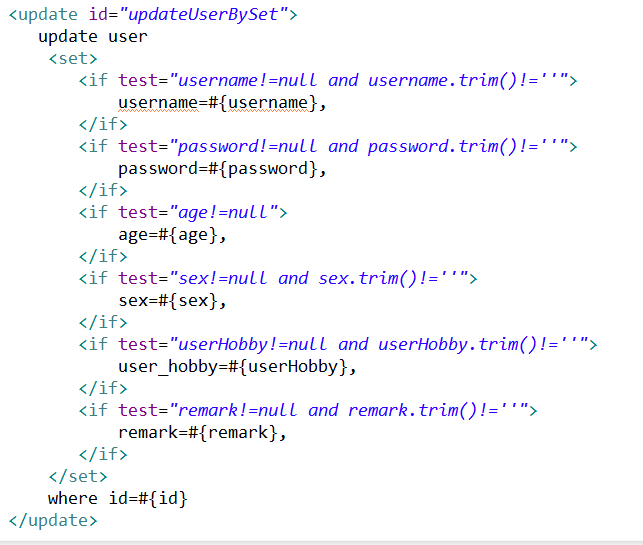 <update id="updateUserBySet">
   update user
    <set>
       <if test="username!=null and username.trim()!=''">
           username=#{username},
       </if>
       <if test="password!=null and password.trim()!=''">
           password=#{password},
       </if>
       <if test="age!=null">
           age=#{age},
       </if>
       <if test="sex!=null and sex.trim()!=''">
           sex=#{sex},
       </if>
       <if test="userHobby!=null and userHobby.trim()!=''">
           user_hobby=#{userHobby},
       </if>
       <if test="remark!=null and remark.trim()!=''">
           remark=#{remark},
       </if>
    </set>
    where id=#{id}
</update>